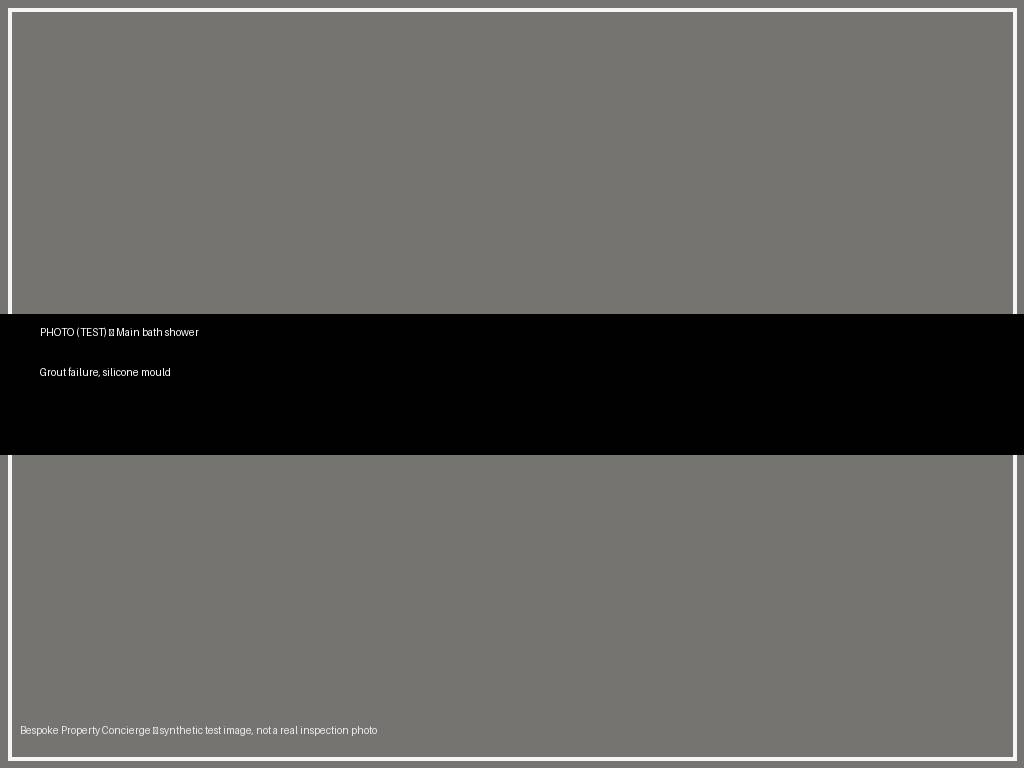 PHOTO (TEST) ☒ Main bath shower
Grout failure, silicone mould
Bespoke Property Concierge ☒ synthetic test image, not a real inspection photo